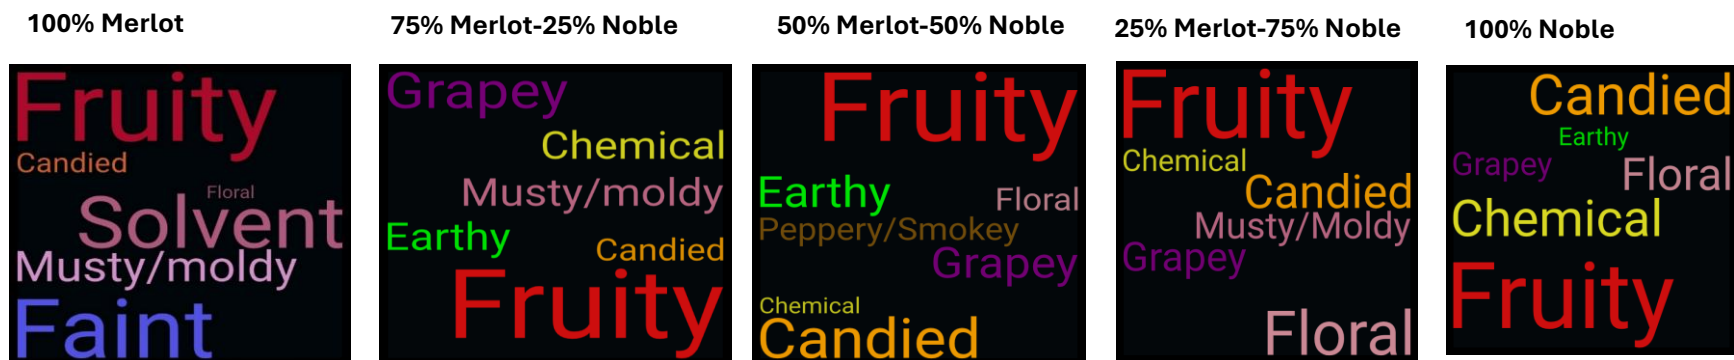 100% Merlot
75% Merlot-25% Noble
50% Merlot-50% Noble
25% Merlot-75% Noble
100% Noble
Fruity
Candied
Floral
Solvent
Musty/moldy
Faint
Grapey
Chemical
Musty/moldy
Earthy
Candied
Fruity
Fruity
Earthy
Floral
Peppery/Smokey
Grapey
Chemical
Candied
Fruity
Chemical
Candied
Musty/Moldy
Grapey
Floral
Candied
Earthy
Grapey
Floral
Chemical
Fruity